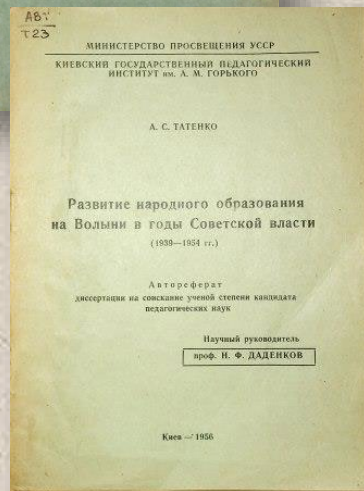 АВ
Т23
МИНИСТЕРСТВО ПРОСВЕЩЕНИЯ УССР
КИЕВСКИЙ ГОСУДАРСТВЕННЫЙ ПЕДАГОГИЧЕСКИЙ
ИНСТИТУТ им. А. М. ГОРЬКОГО
А. С. ТАТЕНКО
Развитие народного образования
на Волыни в годы Советской власти
(1939—1954 гг.)
Автореферат
диссертации на соискание ученой степени кандидата
педагогических наук
Научный руководитель
проф. Н. Ф. ДАДЕНКОВ
Киев — 1956